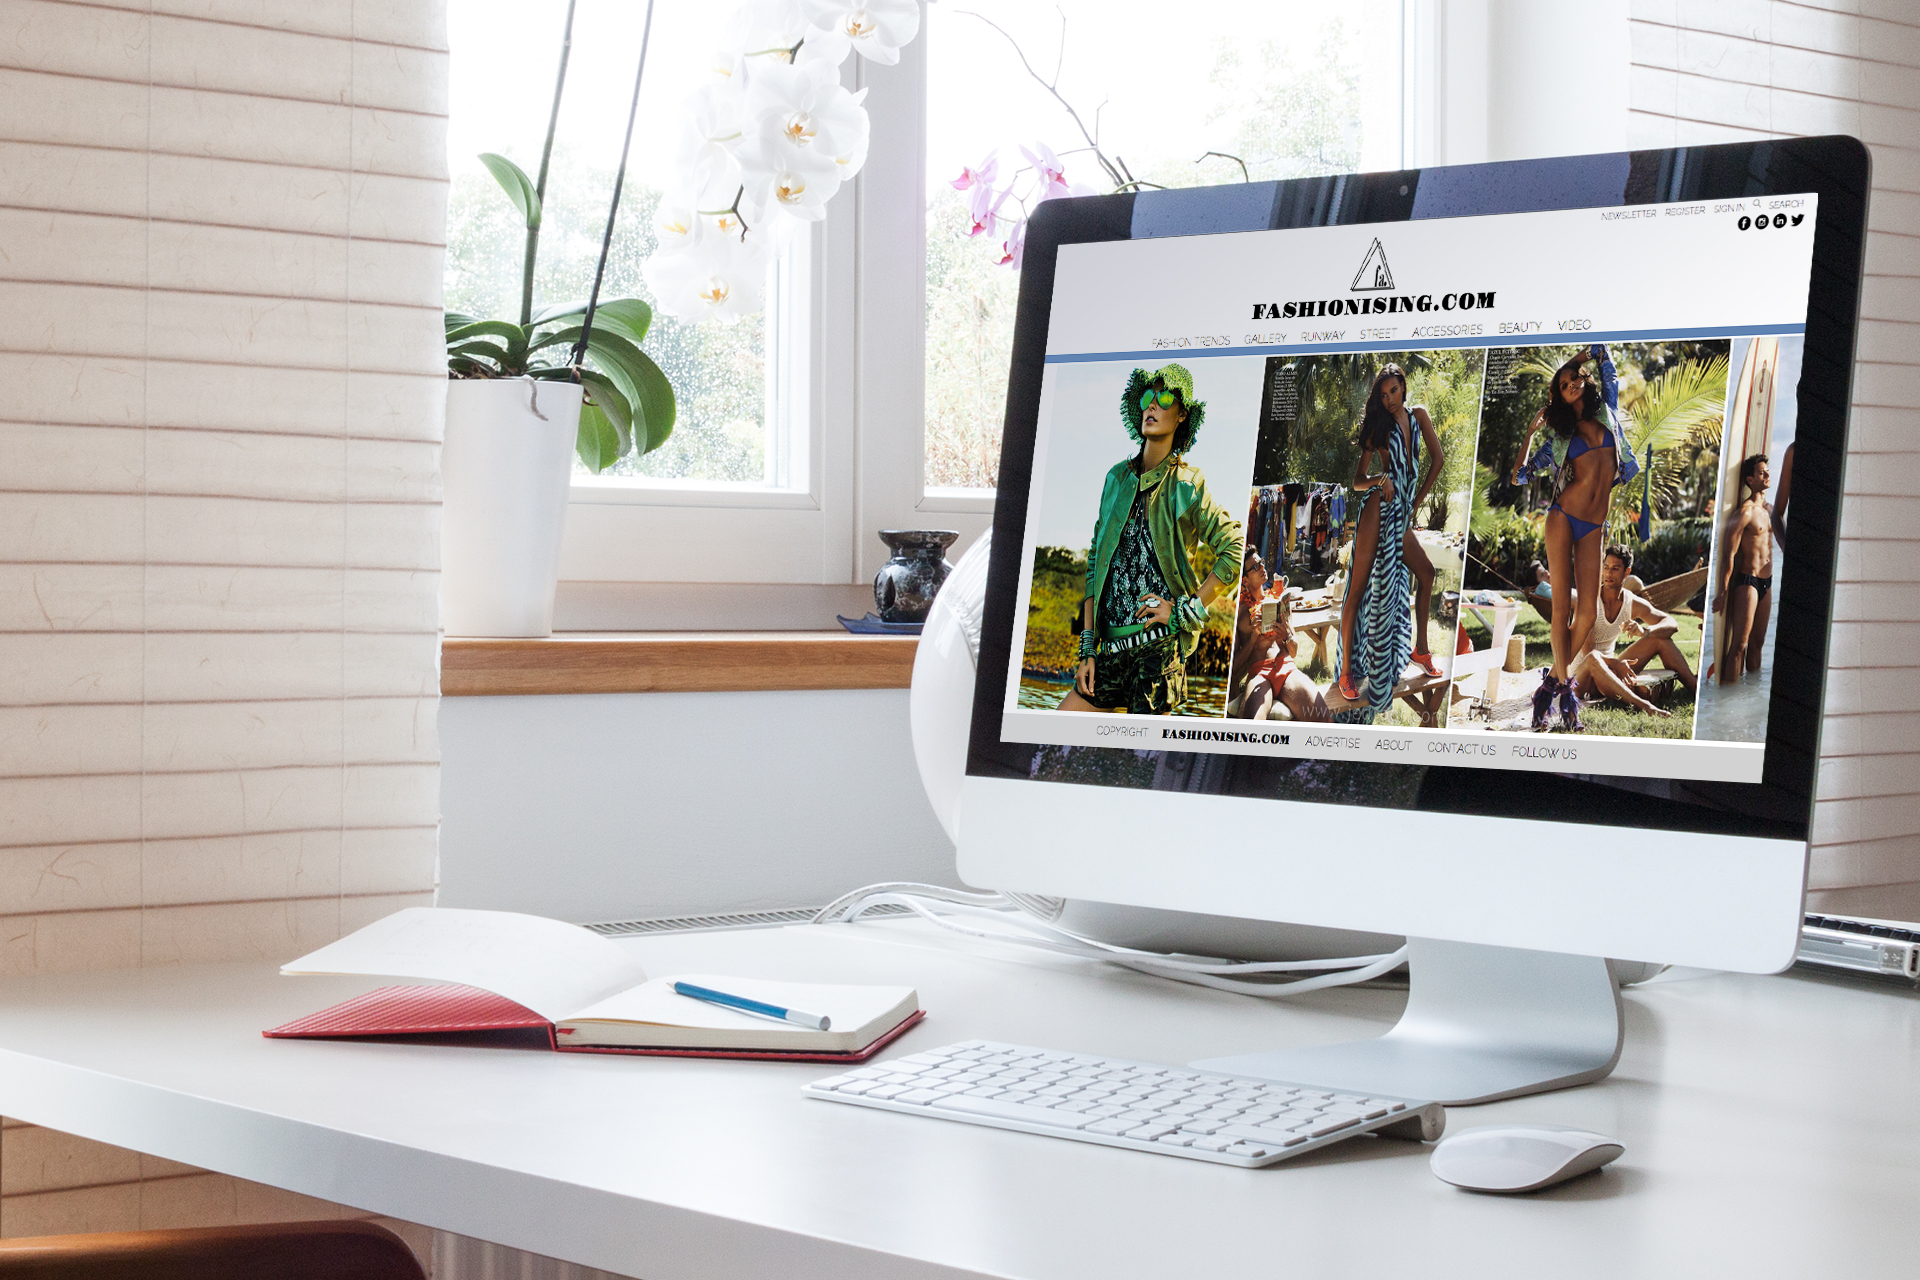 NEWSLETTER REGISTER SIGN IN SEARCH
fa.
FASHIONISING.COM
FASHION TRENDS GALLERY RUNWAY STREET ACCESSORIES BEAUTY VIDEO
COPYRIGHT FASHIONISING.COM ADVERTISE ABOUT CONTACT US FOLLOW US